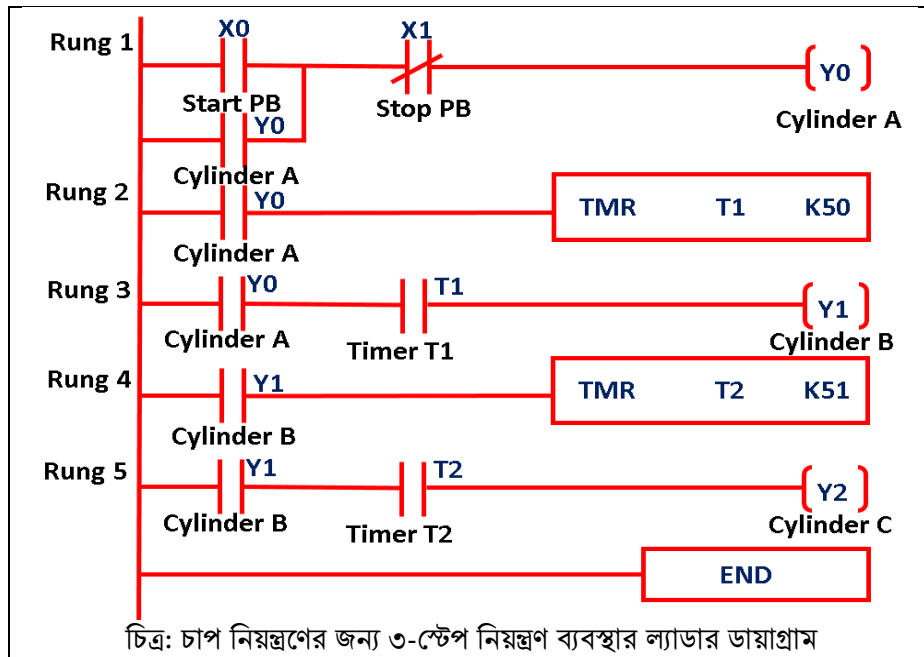 Rung 1
X0
X1
Y0
Start PB
Stop PB
Cylinder A
Y0
Cylinder A
Rung 2
Y0
TMR T1 K50
Cylinder A
Rung 3
Y0
T1
Y1
Cylinder A
Timer T1
Cylinder B
Rung 4
Y1
TMR T2 K51
Cylinder B
Rung 5
Y1
T2
Y2
Cylinder B
Timer T2
Cylinder C
END
চিত্র: চাপ নিয়ন্ত্রণের জন্য ৩-স্টেপ নিয়ন্ত্রণ ব্যবস্থার ল্যাডার ডায়াগ্রাম